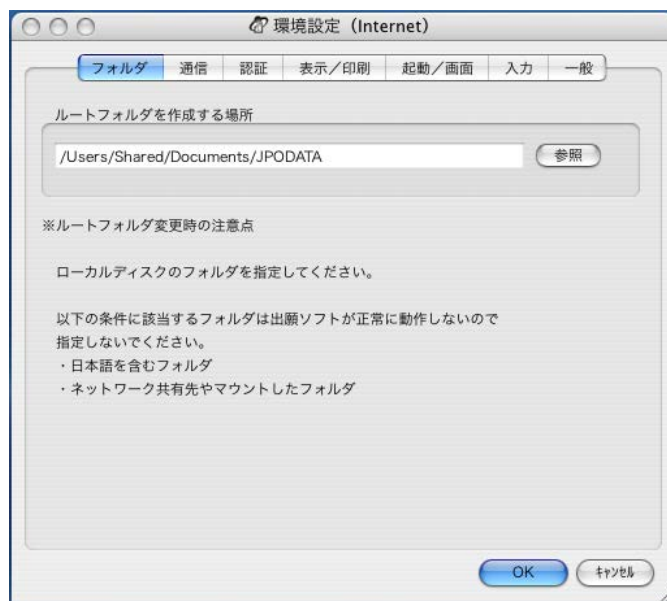 環境設定（Internet）
フォルダ 通信 認証 表示／印刷 起動／画面 入力 一般
ルートフォルダを作成する場所
/Users/Shared/Documents/JPODATA 参照
※ルートフォルダ変更時の注意点
ローカルディスクのフォルダを指定してください。
以下の条件に該当するフォルダは出願ソフトが正常に動作しないので
指定しないでください。
・日本語を含むフォルダ
・ネットワーク共有先やマウントしたフォルダ
OK ｷｬﾝｾﾙ